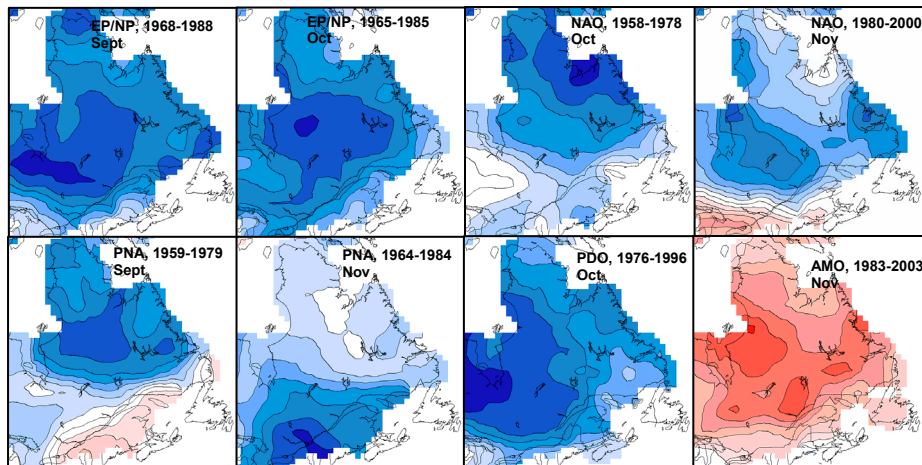 EP/NP, 1968-1988
Sept
EP/NP, 1965-1985
Oct
NAO, 1958-1978
Oct
NAO, 1980-2000
Nov
PNA, 1959-1979
Sept
PNA, 1964-1984
Nov
PDO, 1976-1996
Oct
AMO, 1983-2003
Nov